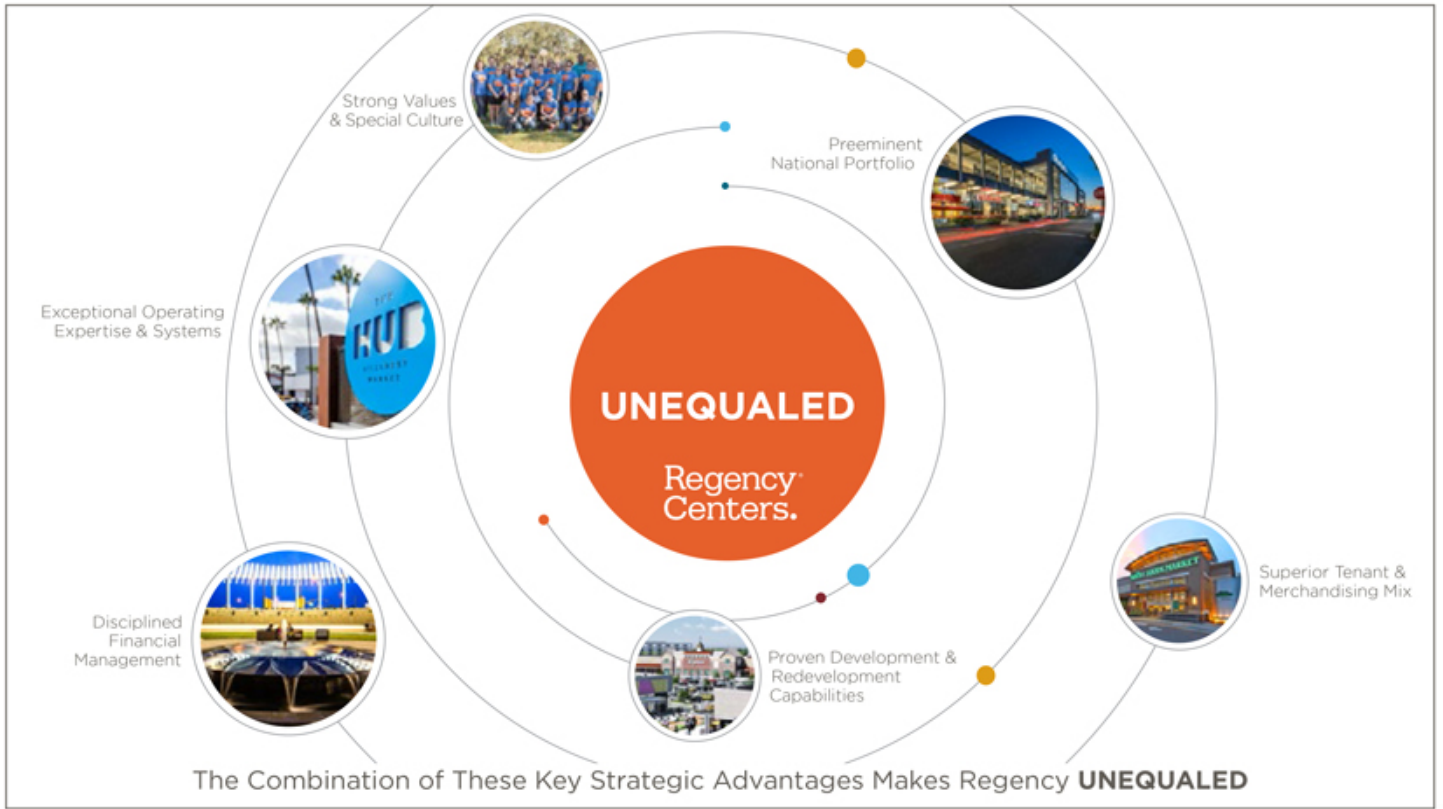 Strong Values
& Special Culture
Preeminent
National Portfolio
Exceptional Operating
Expertise & Systems
HUB
MARKET
UNEQUALED
Regency
Centers.
Disciplined
Financial
Management
Proven Development &
Redevelopment
Capabilities
Superior Tenant &
Merchandising Mix
The Combination of These Key Strategic Advantages Makes Regency UNEQUALED